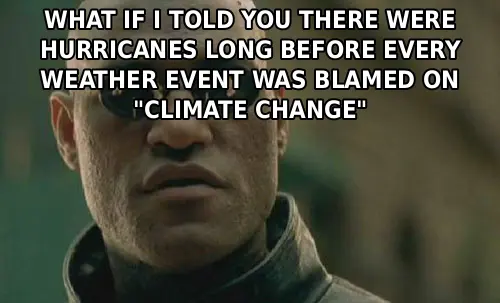 WHAT IF I TOLD YOU THERE WERE
HURRICANES LONG BEFORE EVERY
WEATHER EVENT WAS BLAMED ON
"CLIMATE CHANGE"